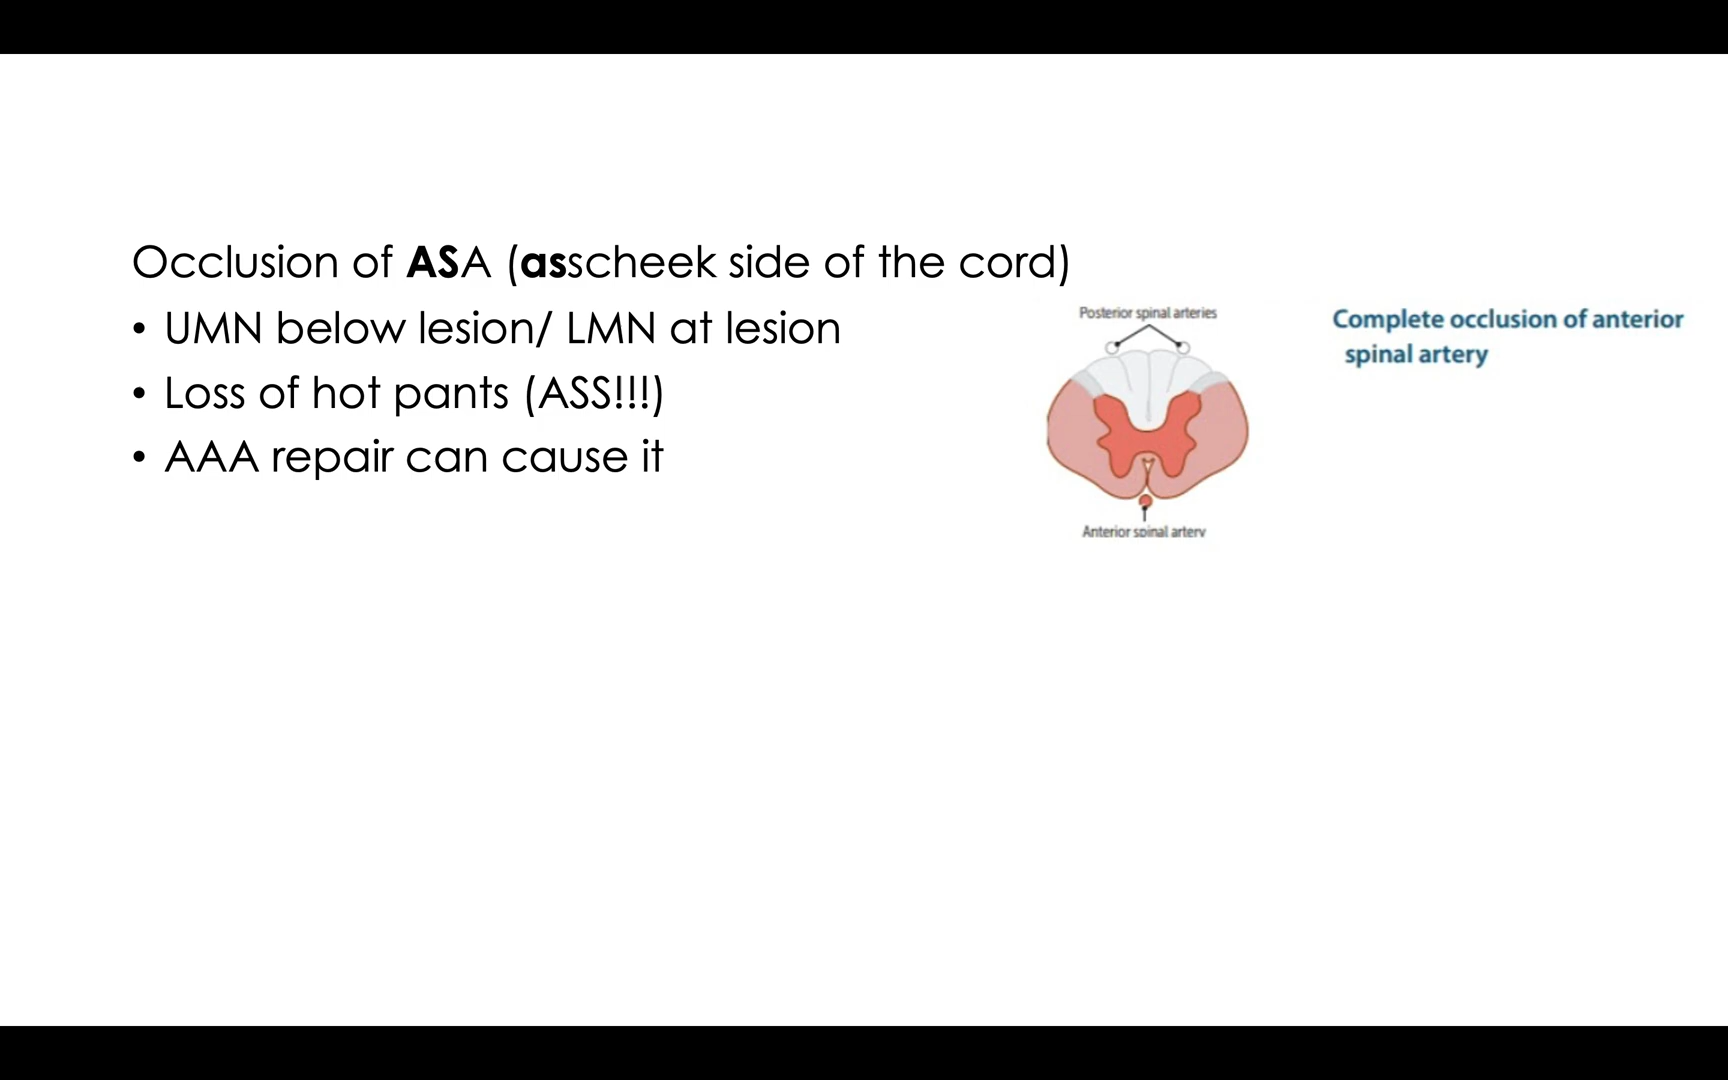 Occlusion of ASA (asscheek side of the cord)
• UMN below lesion/ LMN at lesion
• Loss of hot pants (ASS!!!)
• AAA repair can cause it
Posterior spinal arteries
Anterior spinal artery
Complete occlusion of anterior
spinal artery